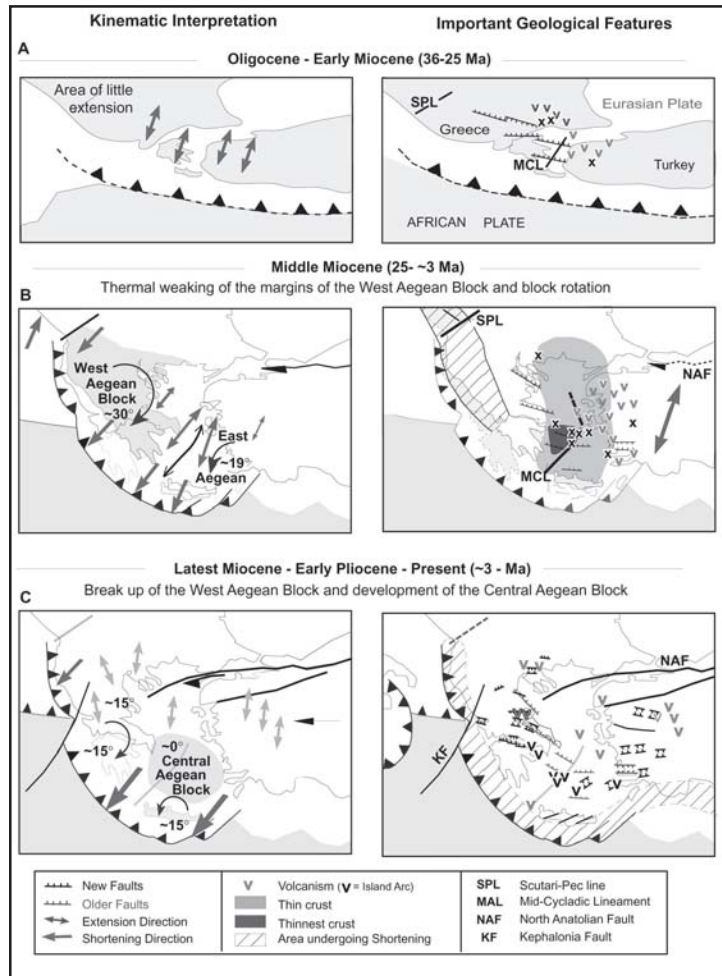 Kinematic Interpretation
Important Geological Features
A
Oligocene - Early Miocene (36-25 Ma)
Area of little
extension
SPL
Greece
MCL
Eurasian Plate
Turkey
AFRICAN PLATE
x
x
x
Middle Miocene (25- ~3 Ma)
B
Thermal weaking of the margins of the West Aegean Block and block rotation
West
Aegean
Block
~30°
East
~19°
Aegean
SPL
NAF
MCL
x
x
x
x
x
x
x
x
Latest Miocene - Early Pliocene - Present (~3 - Ma)
C
Break up of the West Aegean Block and development of the Central Aegean Block
~15°
~15°
~0°
Central
Aegean
Block
~15°
NAF
KF
New Faults
Older Faults
Extension Direction
Shortening Direction
Volcanism (V = Island Arc)
Thin crust
Thinnest crust
Area undergoing Shortening
SPL Scutari-Pec line
MAL Mid-Cycladic Lineament
NAF North Anatolian Fault
KF Kephalonia Fault